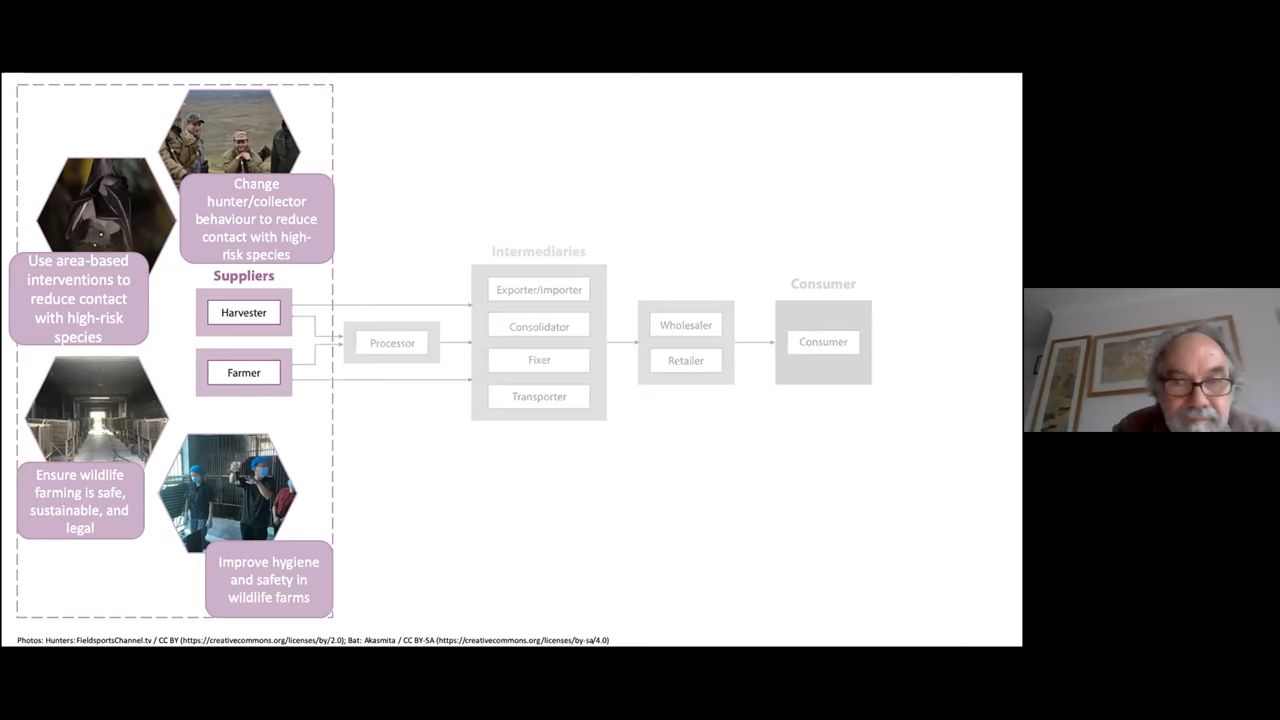 Change
hunter/collector
behaviour to reduce
contact with high-
risk species
Use area-based
interventions to
reduce contact
with high-risk
species
Suppliers
Harvester
Farmer
Processor
Intermediaries
Exporter/importer
Consolidator
Fixer
Transporter
Wholesaler
Retailer
Consumer
Consumer
Ensure wildlife
farming is safe,
sustainable, and
legal
Improve hygiene
and safety in
wildlife farms
Photos: Hunters: FieldsportsChannel.tv / CC BY (https://creativecommons.org/licenses/by/2.0); Bat: Akasmita / CC BY-SA (https://creativecommons.org/licenses/by-sa/4.0)